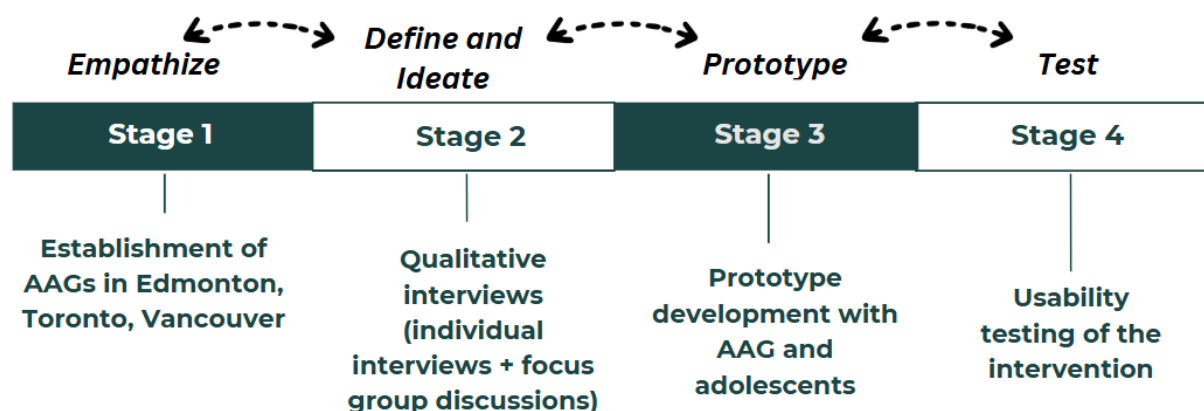 Empathize
Define and
Ideate
Prototype
Test
Stage 1
Stage 2
Stage 3
Stage 4
Establishment of
AAGs in Edmonton,
Toronto, Vancouver
Qualitative
interviews
(individual
interviews + focus
group discussions)
Prototype
development with
AAG and
adolescents
Usability
testing of the
intervention